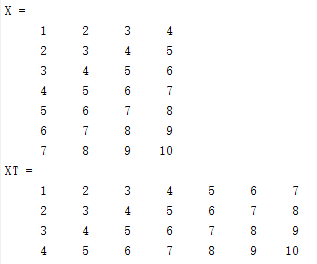 X =
1 2 3 4
2 3 4 5
3 4 5 6
4 5 6 7
5 6 7 8
6 7 8 9
7 8 9 10
XT =
1 2 3 4 5 6 7
2 3 4 5 6 7 8
3 4 5 6 7 8 9
4 5 6 7 8 9 10